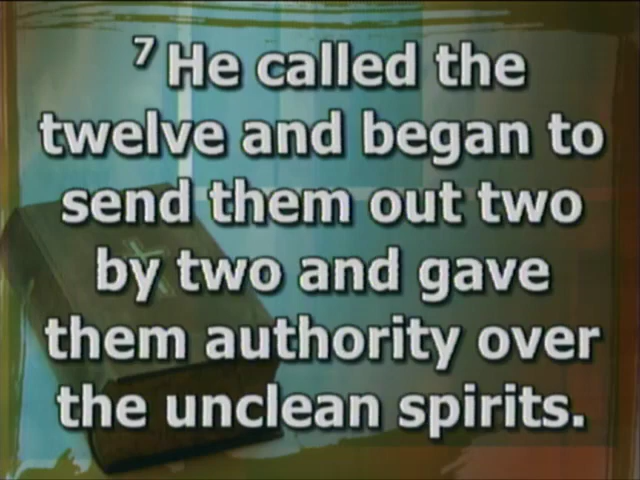 7 He called the
twelve and began to
send them out two
by two and gave
them authority over
the unclean spirits.